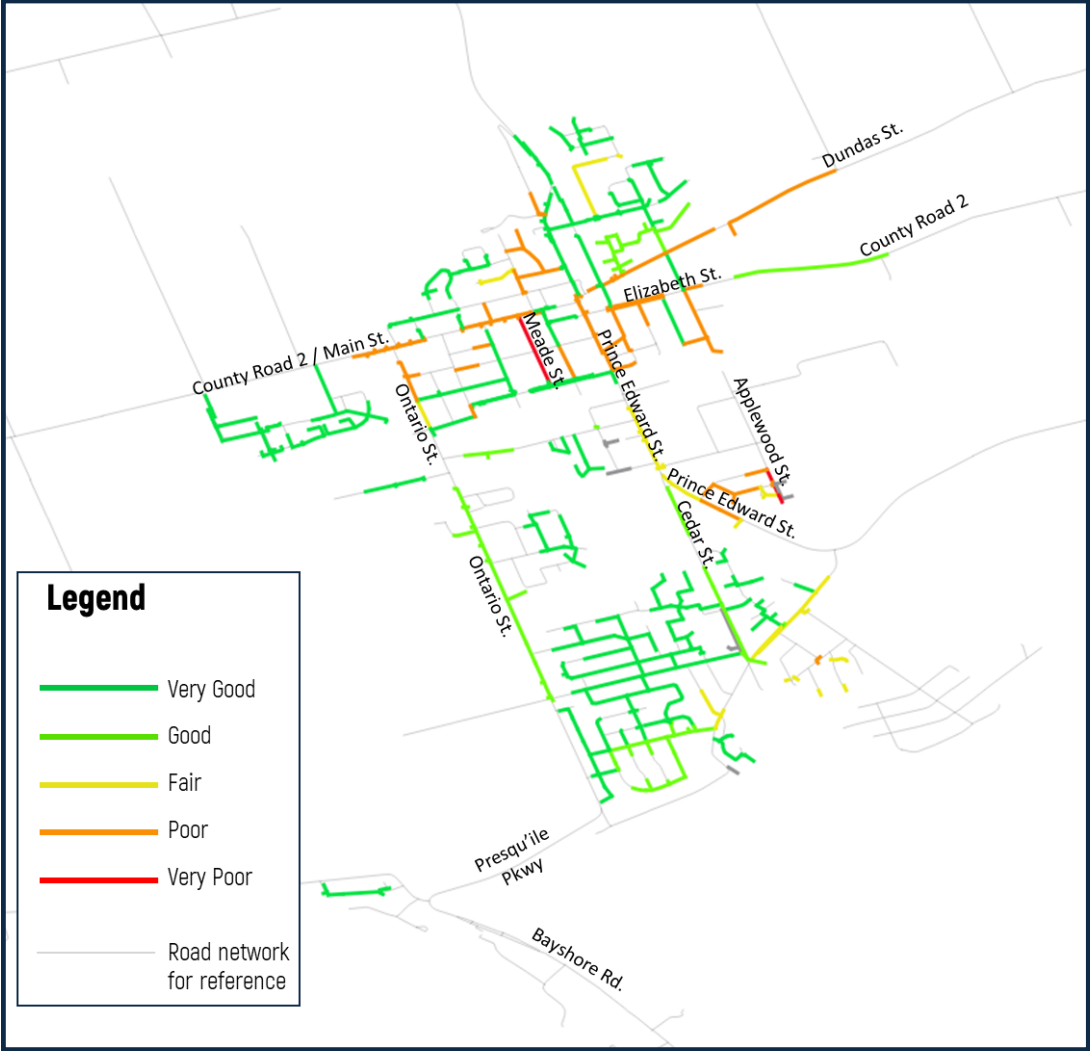 Dundas St.
County Road 2
Elizabeth St.
Meade St.
County Road 2 / Main St.
Prince Edward St.
Ontario St.
Applewood St.
Prince Edward St.
Cedar St.
Ontario St.
Legend
Very Good
Good
Fair
Poor
Very Poor
Road network
for reference
Presqu'ile
Pkwy
Bayshore Rd.